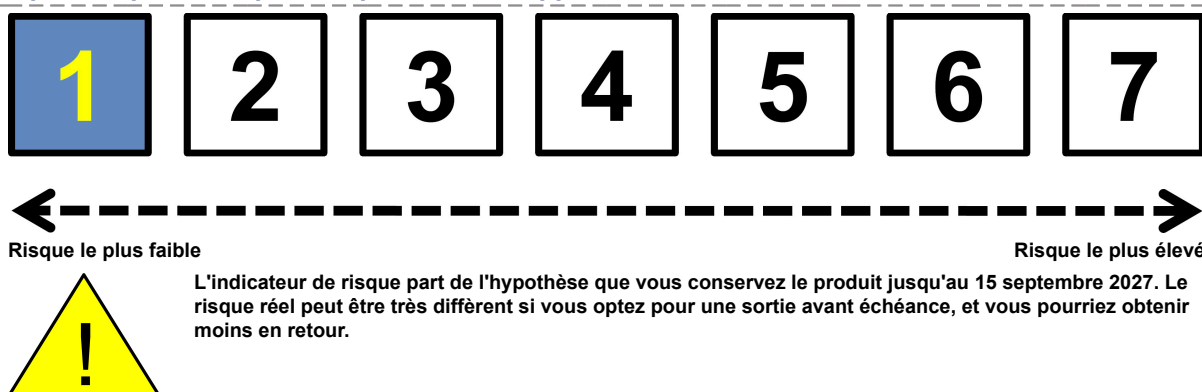 1 2 3 4 5 6 7
Risque le plus faible Risque le plus élevé
L'indicateur de risque part de l'hypothèse que vous conservez le produit jusqu'au 15 septembre 2027. Le
risque réel peut être très diffèrent si vous optez pour une sortie avant échéance, et vous pourriez obtenir
moins en retour.
!